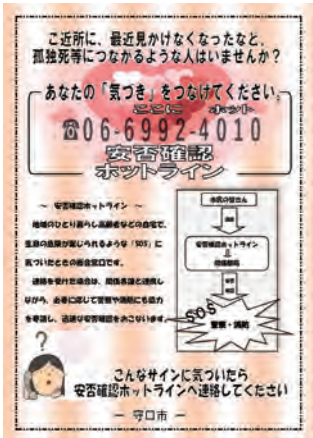 ご近所に、最近見かけなくなったなと、
孤独死等につながるような人はいませんか?
あなたの「気づき」をつなげてください。
ここに ホット
☎06-6992-4010
安否確認
ホットライン
~ 安否確認ホットライン ~
地域のひとり暮らし高齢者などの自宅で、
生命の危険が感じられるような「SOS」に
気づいたときの総合窓口です。
連絡を受けた場合は、関係各課と連携し
ながら、必要に応じて警察や消防にも協力
を要請し、迅速な安否確認をおこないます。
市民の皆さん
安否確認ホットライン
SOS
警察・消防
?
こんなサインに気づいたら
安否確認ホットラインへ連絡してください
― 守口市 ―